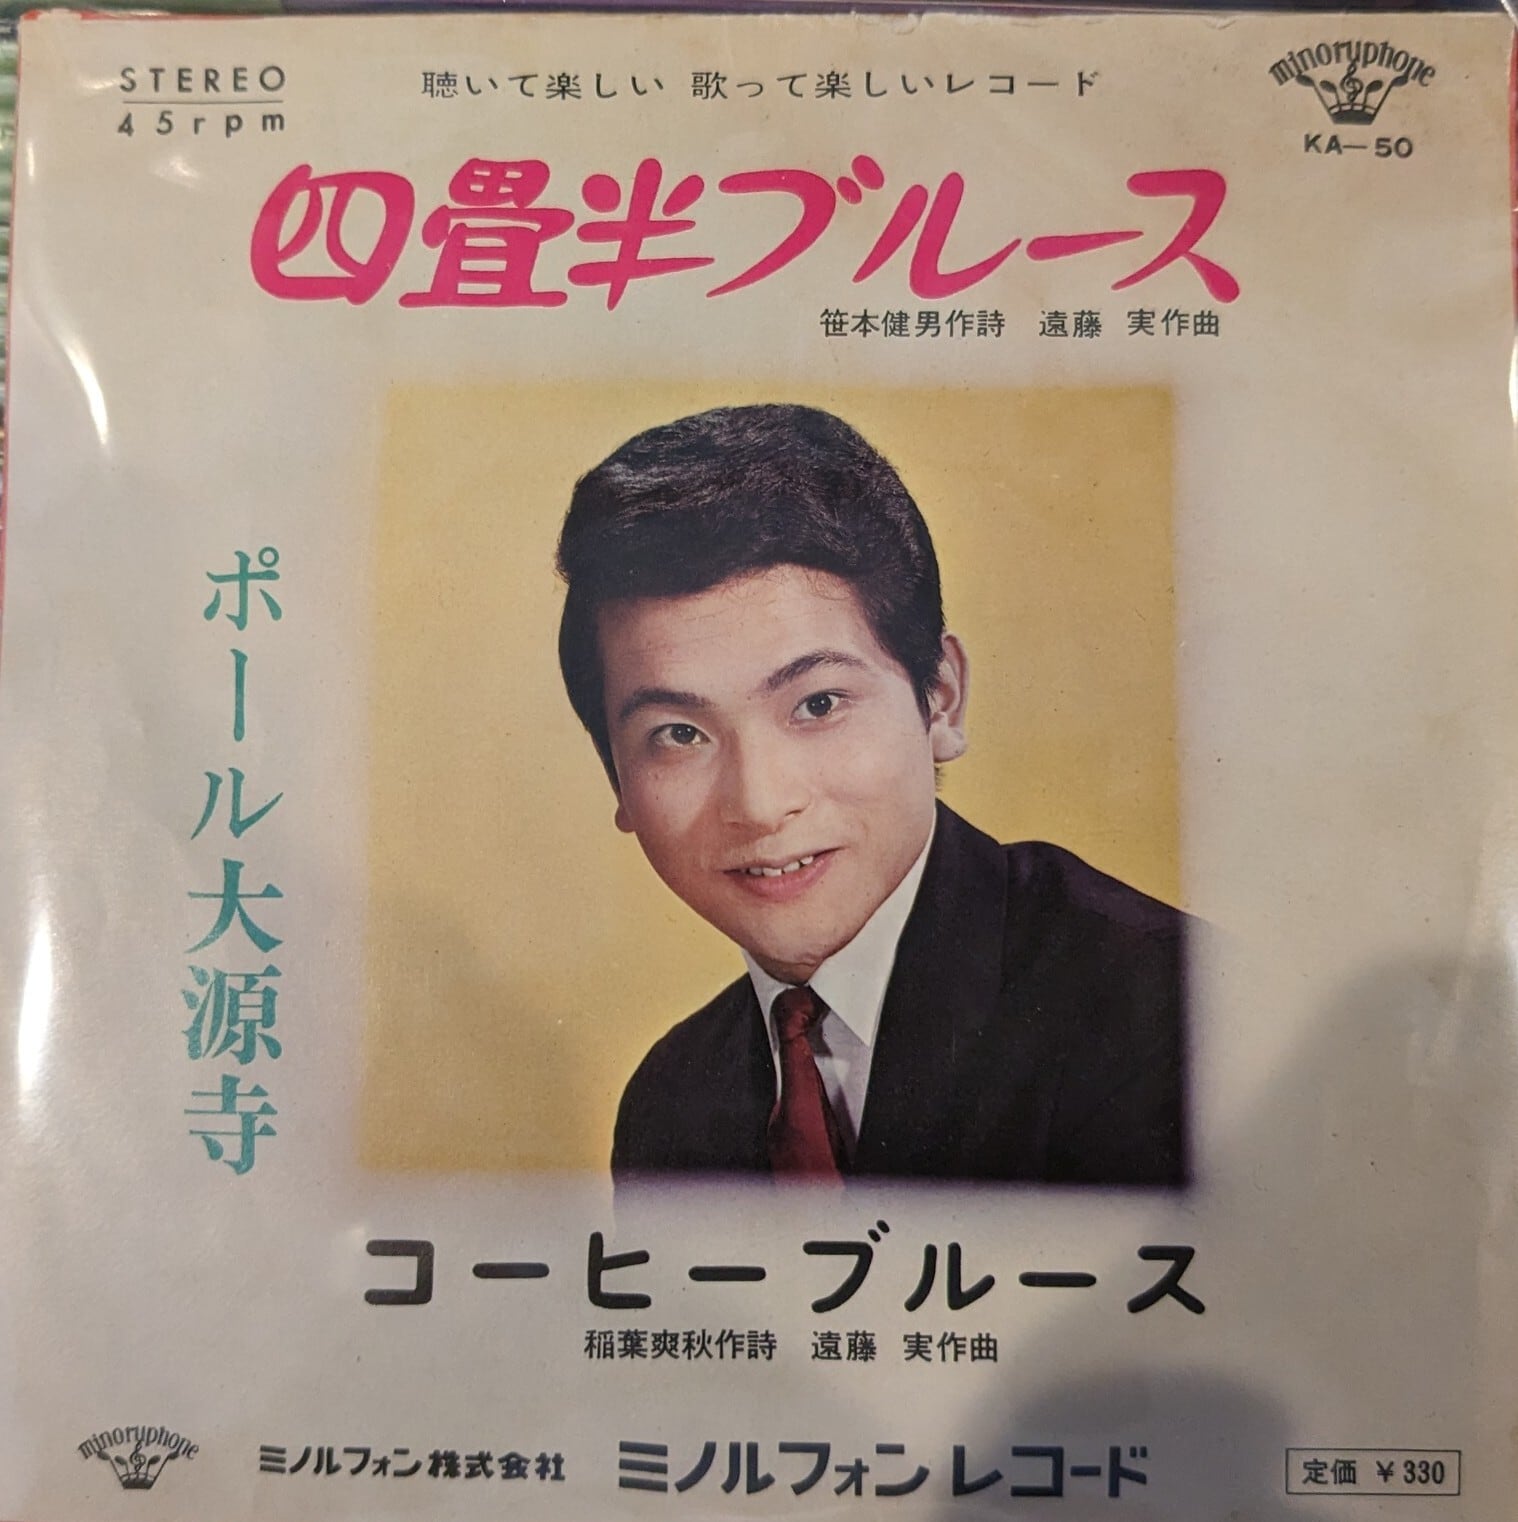 STEREO
45rpm
聴いて楽しい 歌って楽しいレコード
minoruphone
KA-50
四畳半ブルース
笹本健男作詩 遠藤 実作曲
ポール大源寺
コーヒーブルース
稲葉爽秋作詩 遠藤 実作曲
minoruphone
ミノルフォン株式会社
ミノルフォンレコード
定価 ¥330